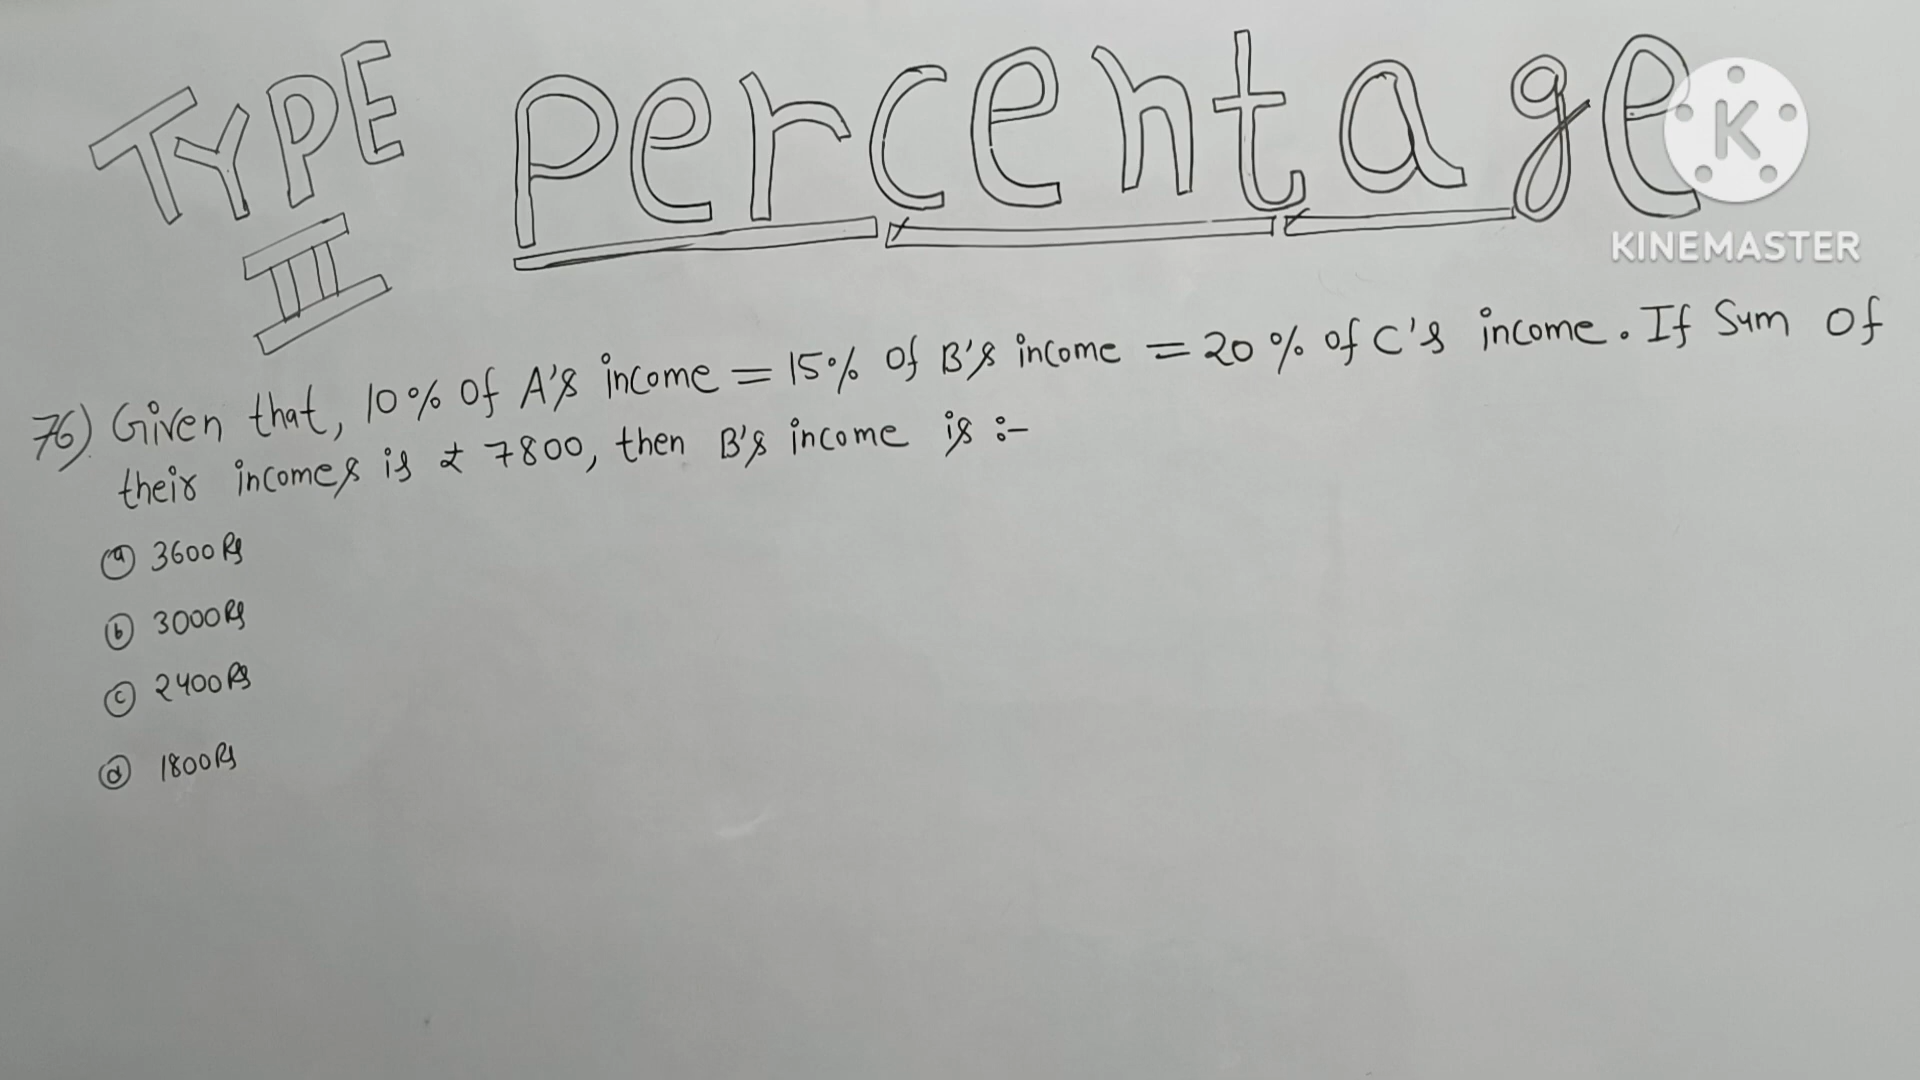 TYPE III percentage
KINEMASTER
76) Given that, 10% of A's income = 15% of B's income = 20% of C's income. If Sum of
their incomes is ₹ 7800, then B's income is :-
(a) 3600 Rs
(b) 3000 Rs
(c) 2400 Rs
(d) 1800 Rs